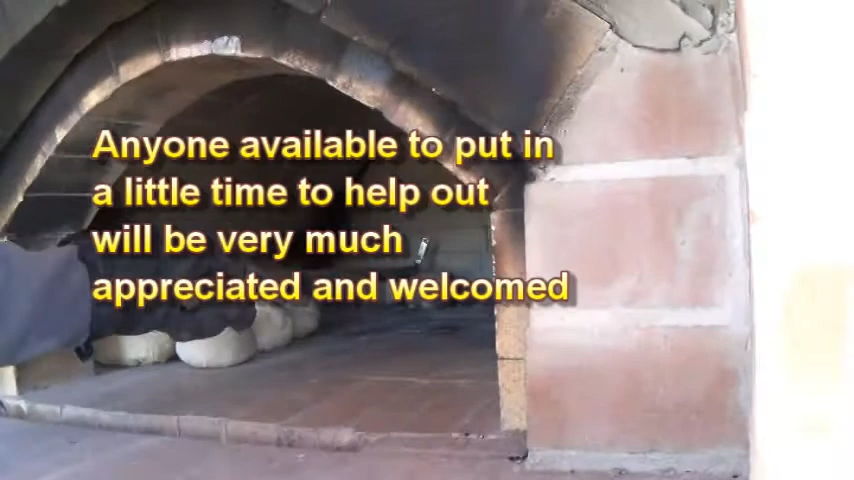 Anyone available to put in
a little time to help out
will be very much
appreciated and welcomed